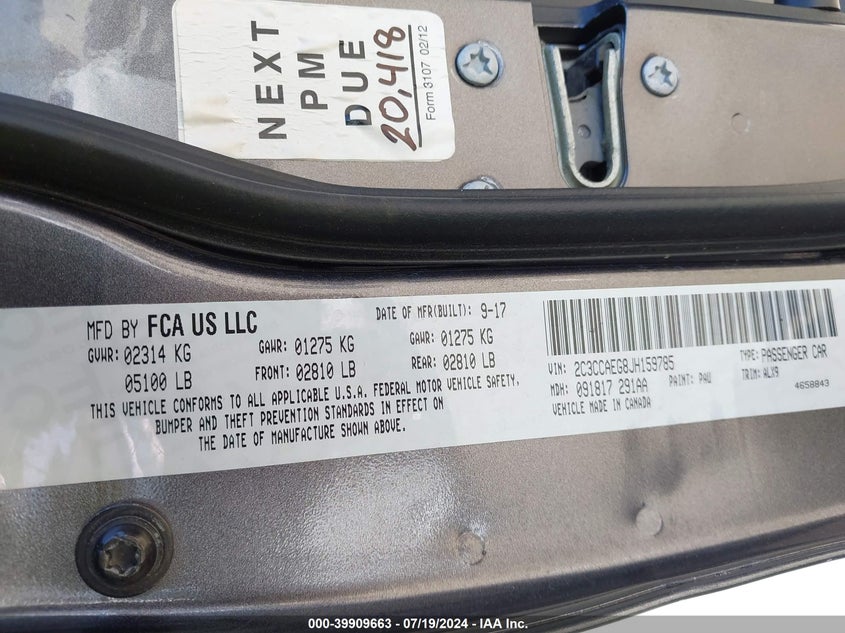 NEXT
PM
DUE
20,418
Form 3107 02/12
MFD BY FCA US LLC
DATE OF MFR(BUILT): 9-17
GVWR: 02314 KG
GAWR: 01275 KG
GAWR: 01275 KG
05100 LB
FRONT: 02810 LB
REAR: 02810 LB
THIS VEHICLE CONFORMS TO ALL APPLICABLE U.S.A. FEDERAL MOTOR VEHICLE SAFETY,
BUMPER AND THEFT PREVENTION STANDARDS IN EFFECT ON
THE DATE OF MANUFACTURE SHOWN ABOVE.
VIN: 2C3CCAEG8JH159785
TYPE: PASSENGER CAR
MDH: 091817 291AA
PAINT: PAU
TRIM: ALX9
VEHICLE MADE IN CANADA
4658843
000-39909663 - 07/19/2024 - IAA Inc.